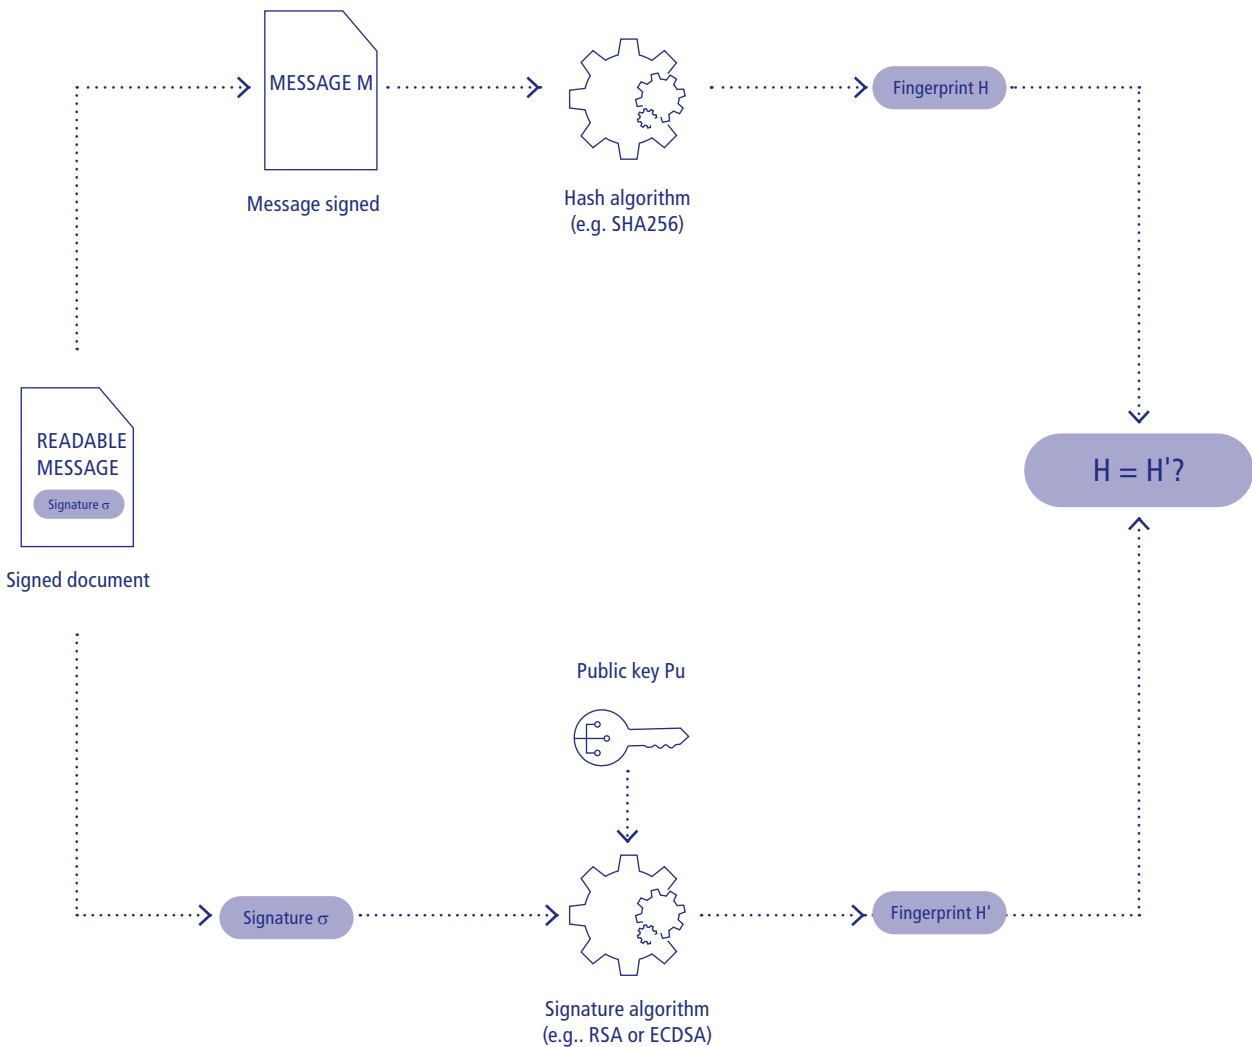 MESSAGE M
Fingerprint H
Message signed
Hash algorithm
(e.g. SHA256)
READABLE
MESSAGE
Signature σ
Signed document
H = H'?
Public key Pu
Signature σ
Fingerprint H'
Signature algorithm
(e.g.. RSA or ECDSA)